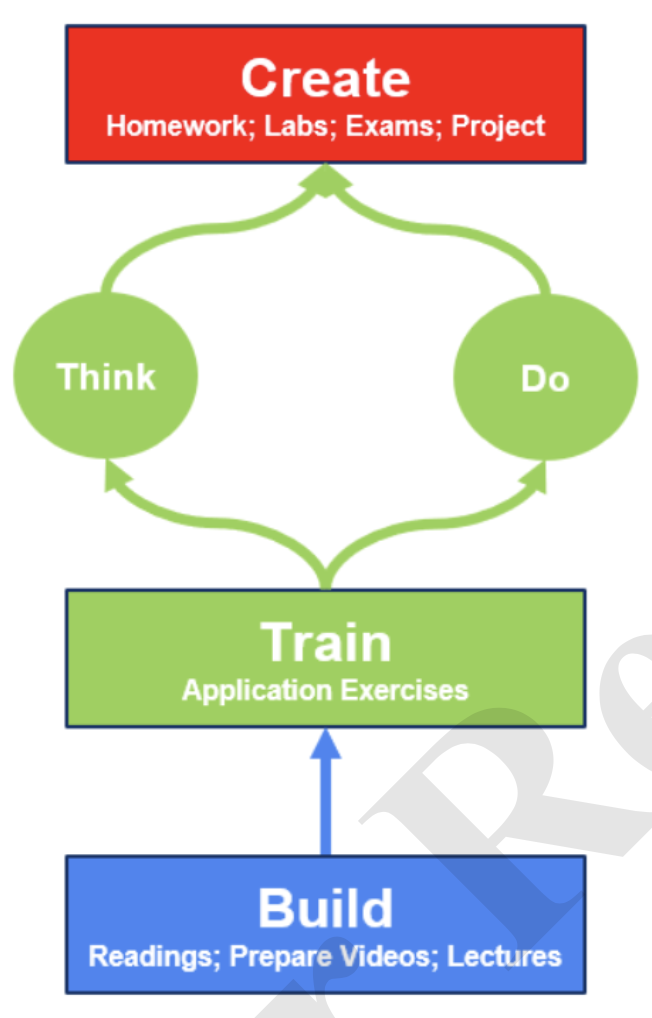 Create
Homework; Labs; Exams; Project
Think
Do
Train
Application Exercises
Build
Readings; Prepare Videos; Lectures